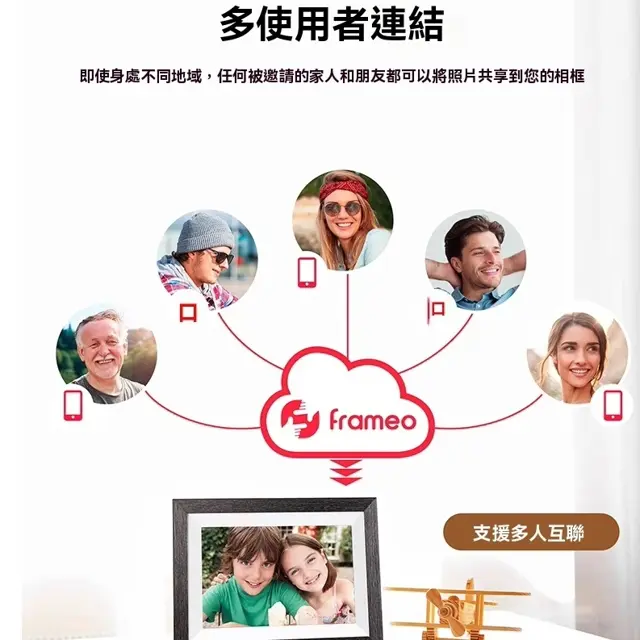 多使用者連結
即使身處不同地域，任何被邀請的家人和朋友都可以將照片共享到您的相框
frameo
支援多人互聯